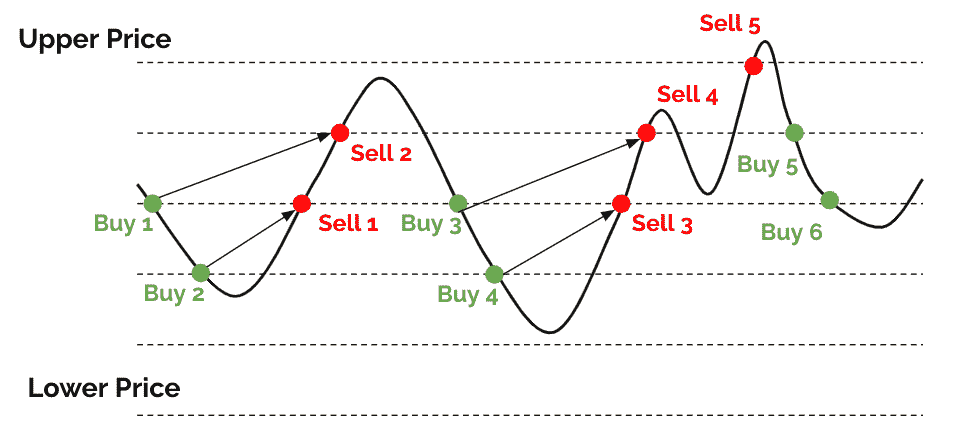 Sell 5
Upper Price
Sell 4
Sell 2
Buy 5
Buy 1
Sell 1
Buy 3
Sell 3
Buy 6
Buy 2
Buy 4
Lower Price